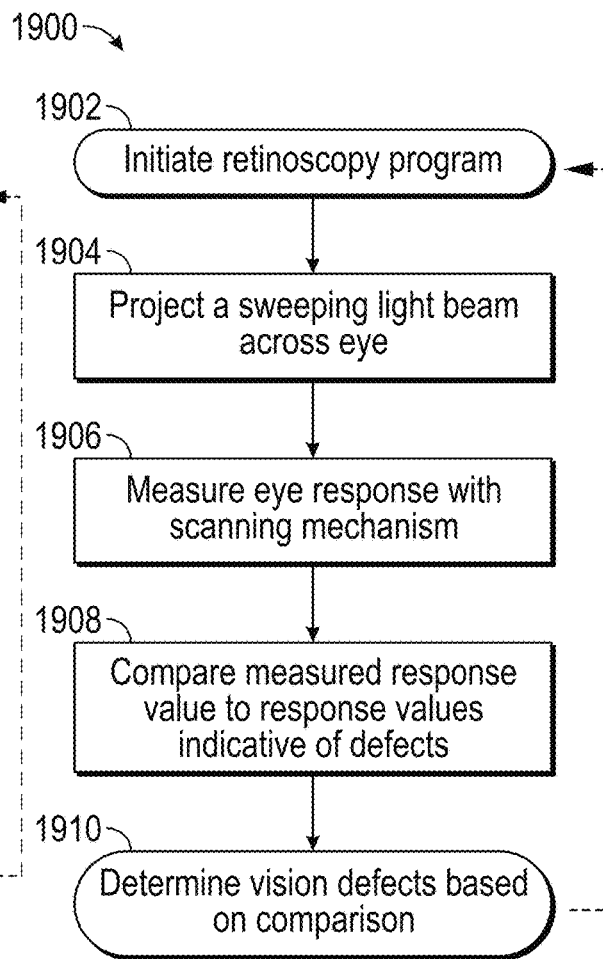 1900
1902
Initiate retinoscopy program
1904
Project a sweeping light beam
across eye
1906
Measure eye response with
scanning mechanism
1908
Compare measured response
value to response values
indicative of defects
1910
Determine vision defects based
on comparison